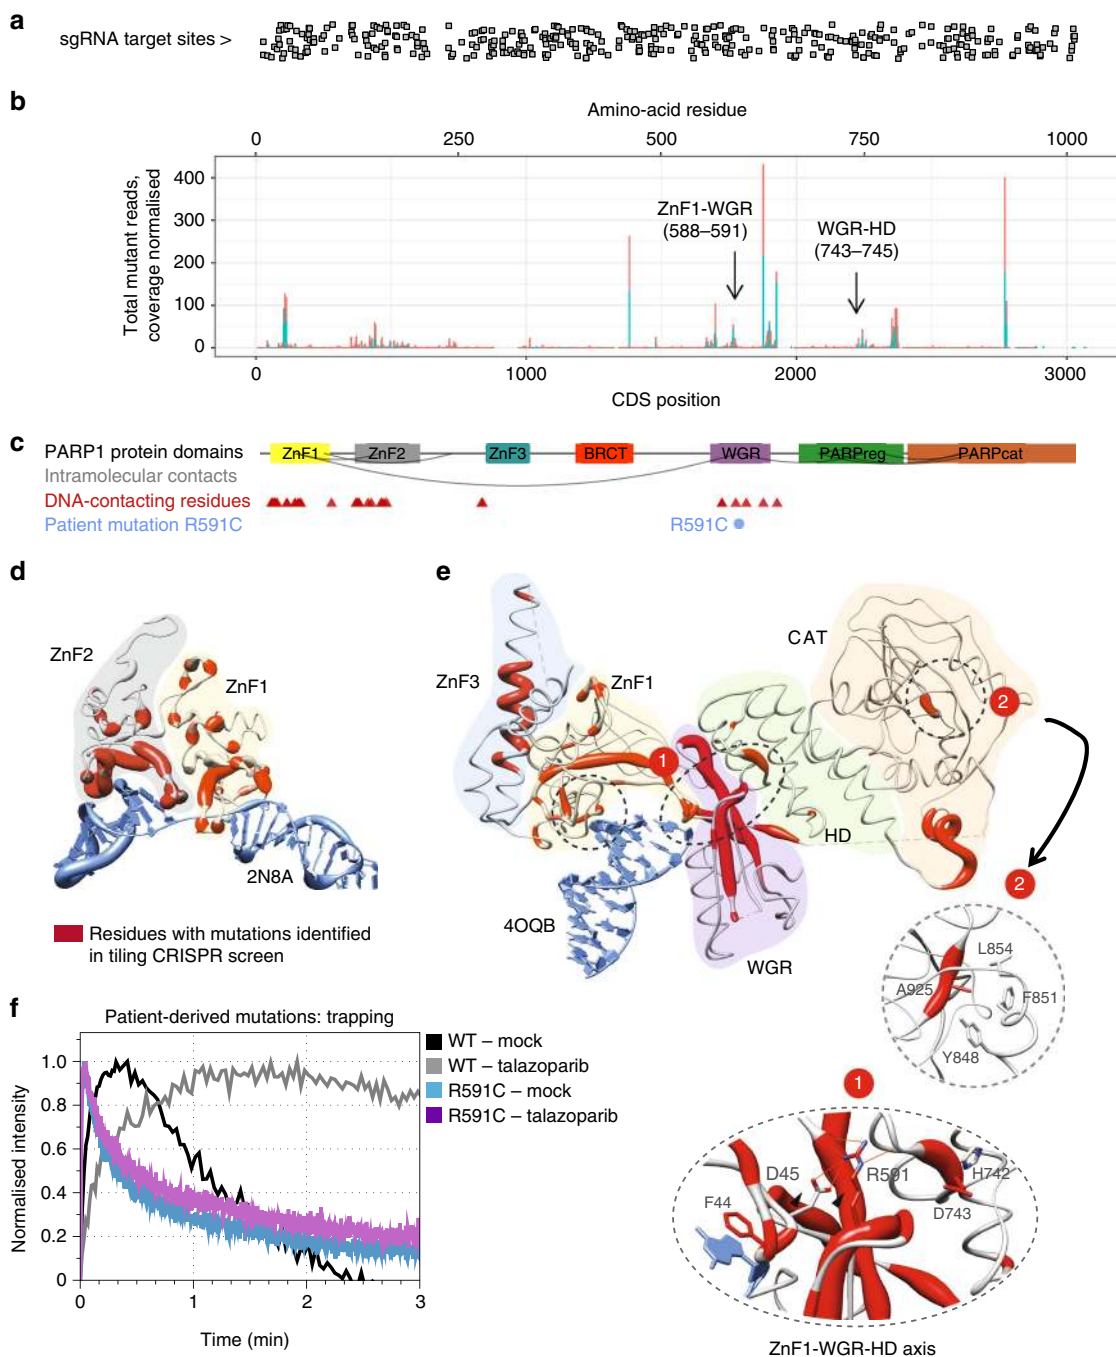 a
sgRNA target sites >
b
Amino-acid residue
0 250 500 750 1000
Total mutant reads,
coverage normalised
400
300
200
100
0
ZnF1-WGR
(588–591)
WGR-HD
(743–745)
0 1000 2000 3000
CDS position
c
PARP1 protein domains
ZnF1 ZnF2 ZnF3 BRCT WGR PARPreg PARPcat
Intramolecular contacts
DNA-contacting residues
Patient mutation R591C
R591C
d
ZnF2
ZnF1
2N8A
Residues with mutations identified
in tiling CRISPR screen
e
CAT
ZnF3
ZnF1
1
2
HD
4OQB
WGR
2
L854
A925
F851
Y848
1
D45
R591
H742
F44
D743
ZnF1-WGR-HD axis
f
Patient-derived mutations: trapping
WT – mock
WT – talazoparib
R591C – mock
R591C – talazoparib
Normalised intensity
1.0
0.8
0.6
0.4
0.2
0
0 1 2 3
Time (min)